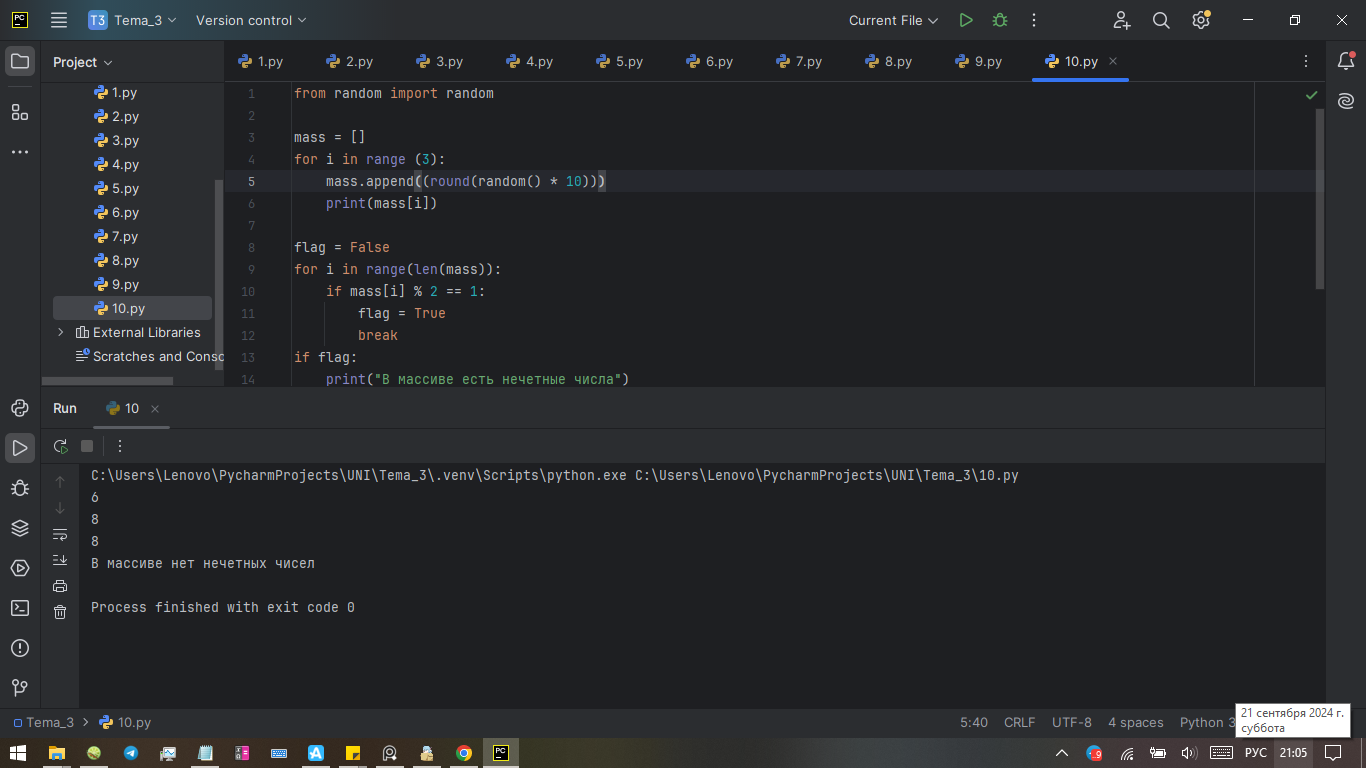 PC T3 Tema_3 Version control Current File
Project 1.py 2.py 3.py 4.py 5.py 6.py 7.py 8.py 9.py 10.py
1.py
2.py
3.py
4.py
5.py
6.py
7.py
8.py
9.py
10.py
External Libraries
Scratches and Conso
1 from random import random
2
3 mass = []
4 for i in range (3):
5     mass.append((round(random() * 10)))
6     print(mass[i])
7
8 flag = False
9 for i in range(len(mass)):
10     if mass[i] % 2 == 1:
11         flag = True
12         break
13 if flag:
14     print("В массиве есть нечетные числа")
Run 10
C:\Users\Lenovo\PycharmProjects\UNI\Tema_3\.venv\Scripts\python.exe C:\Users\Lenovo\PycharmProjects\UNI\Tema_3\10.py
6
8
8
В массиве нет нечетных чисел
Process finished with exit code 0
Tema_3 10.py 5:40 CRLF UTF-8 4 spaces Python 3
21 сентября 2024 г.
суббота
PC РУС 21:05